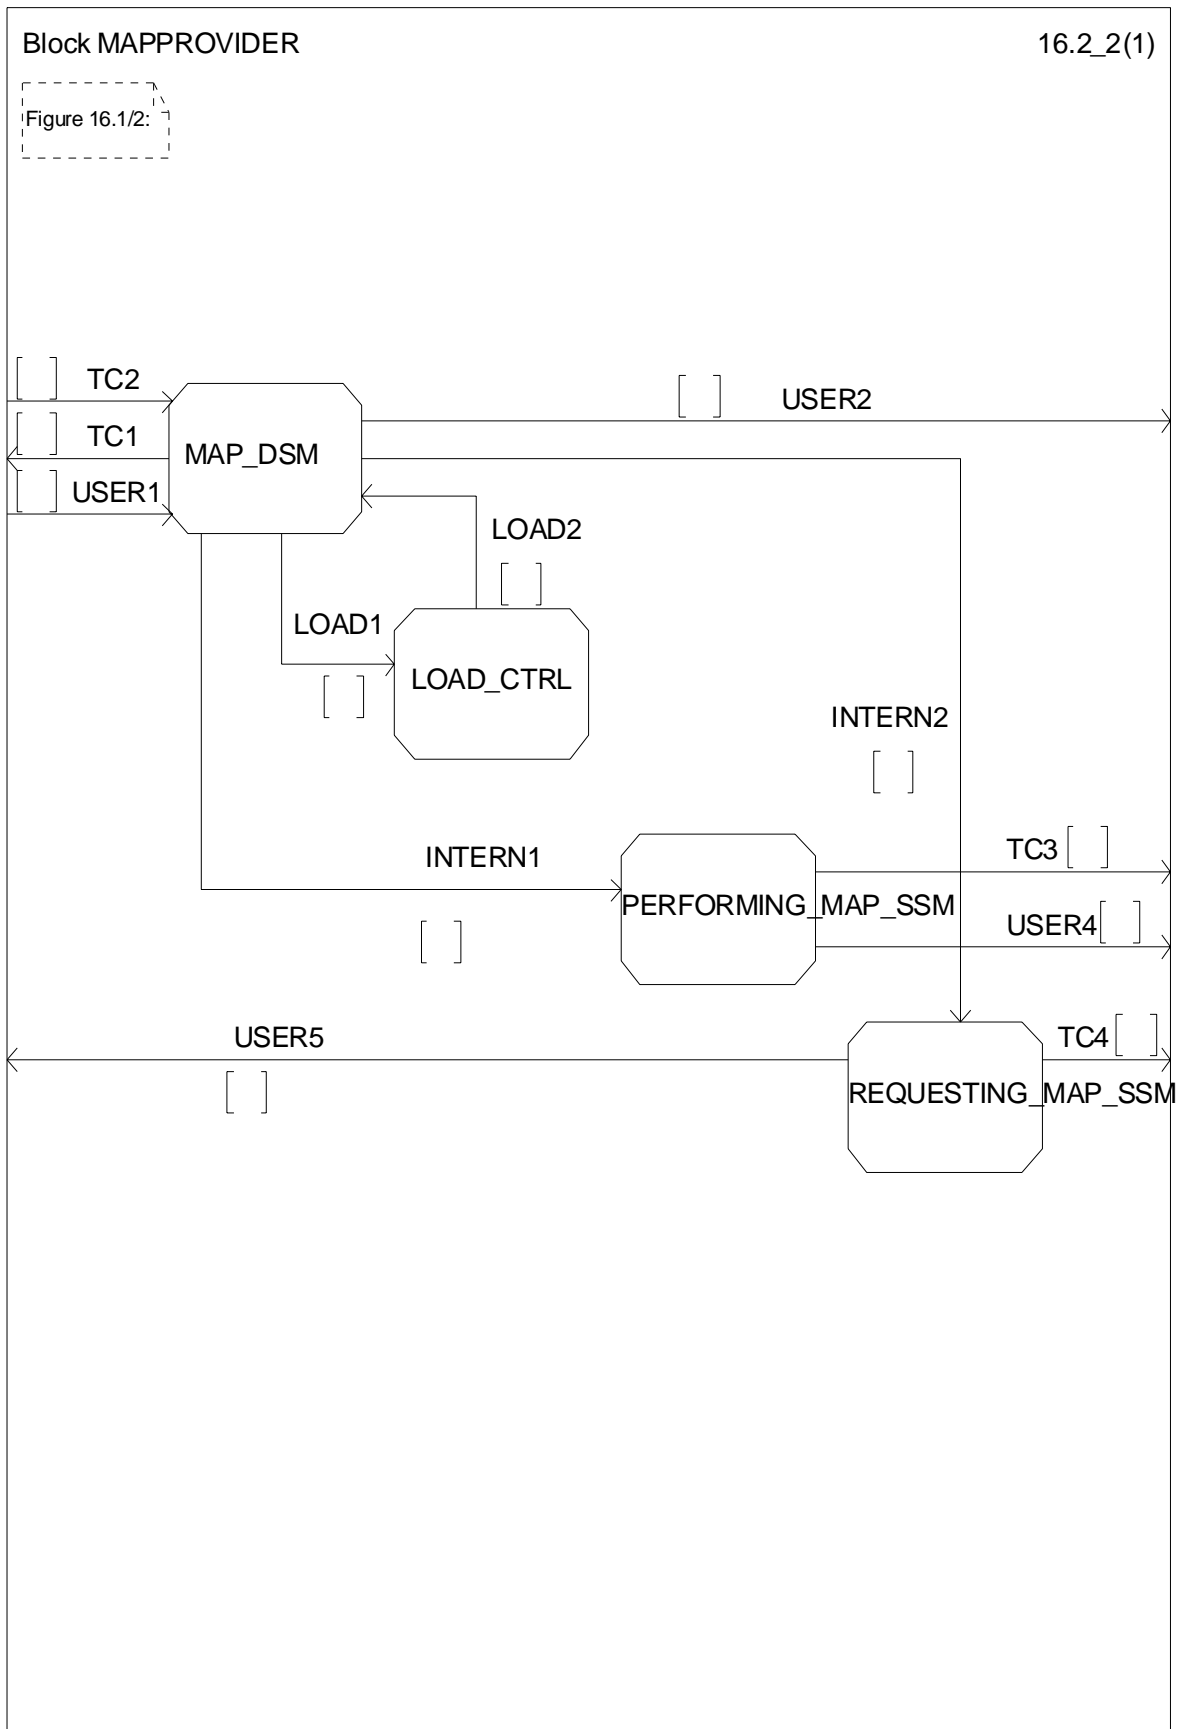 Block MAPPROVIDER
16.2_2(1)
Figure 16.1/2:
TC2
USER2
TC1
MAP_DSM
USER1
LOAD2
LOAD1
LOAD_CTRL
INTERN2
INTERN1
TC3
PERFORMING_MAP_SSM
USER4
USER5
TC4
REQUESTING_MAP_SSM